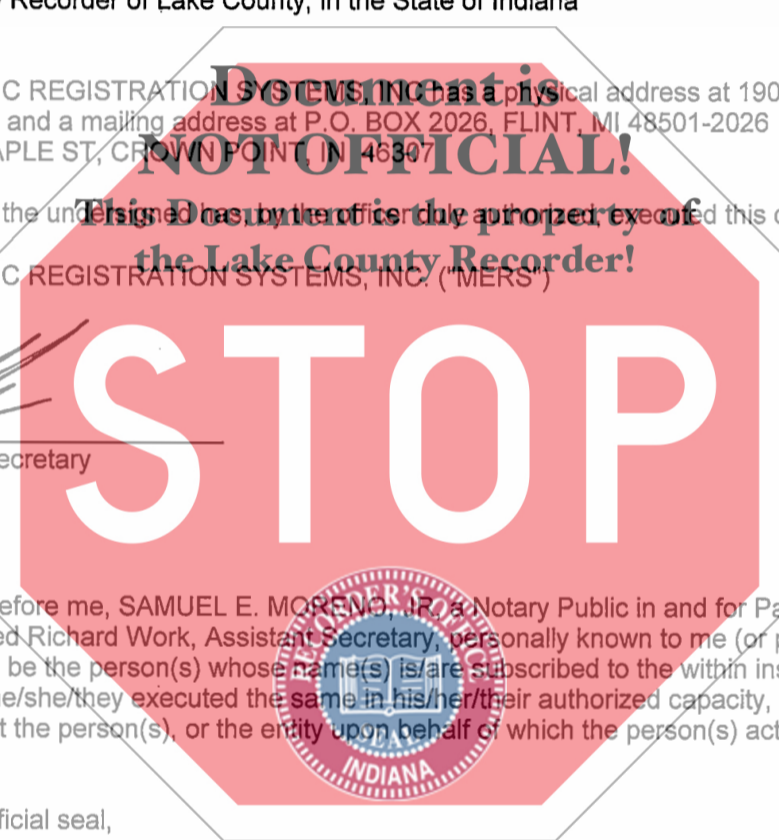 Recorder of Lake County, in the State of Indiana
Document is
C REGISTRATION SYSTEMS, INC has a physical address at 190
and a mailing address at P.O. BOX 2026, FLINT, MI 48501-2026
NOT OFFICIAL!
APLE ST, CROWN POINT, IN 46307
the undersigned has, by the officer duly authorized, executed this
This Document is the property of
the Lake County Recorder!
C REGISTRATION SYSTEMS, INC. ("MERS")
STOP
ecretary
efore me, SAMUEL E. MORENO, JR, a Notary Public in and for Pa
ed Richard Work, Assistant Secretary, personally known to me (or p
be the person(s) whose name(s) is/are subscribed to the within ins
e/she/they executed the same in his/her/their authorized capacity,
t the person(s), or the entity upon behalf of which the person(s) act
RECORDER'S OFFICE
SEAL
INDIANA
ficial seal,